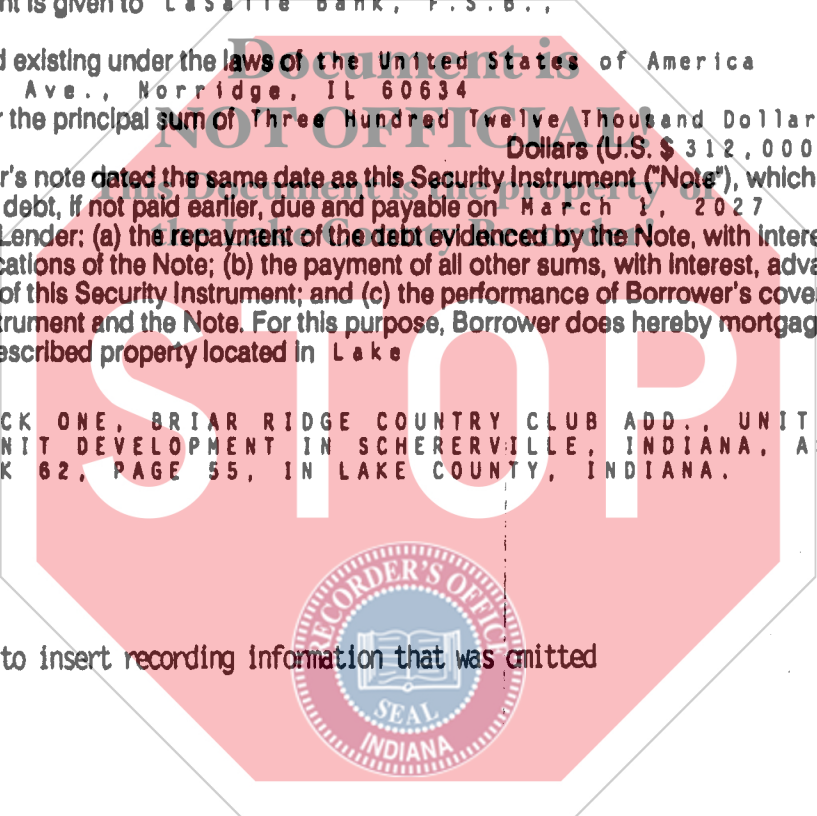 nt is given to LaSalle Bank, F.S.B.,
d existing under the laws of the United States of America
Ave., Norridge, IL 60634
r the principal sum of Three Hundred Twelve Thousand Dollar
Dollars (U.S. $ 312,000
r's note dated the same date as this Security Instrument ("Note"), which
debt, if not paid earlier, due and payable on March 1, 2027
Lender: (a) the repayment of the debt evidenced by the Note, with intere
cations of the Note; (b) the payment of all other sums, with interest, adva
of this Security Instrument; and (c) the performance of Borrower's cove
trument and the Note. For this purpose, Borrower does hereby mortgag
escribed property located in Lake
CK ONE, BRIAR RIDGE COUNTRY CLUB ADD., UNIT
NIT DEVELOPMENT IN SCHERERVILLE, INDIANA, A
K 62, PAGE 55, IN LAKE COUNTY, INDIANA.
to insert recording information that was omitted
Document is
NOT OFFICIAL!
This Document is the property of
the Lake County Recorder!
STOP
RECORDER'S OFFICE
SEAL
INDIANA